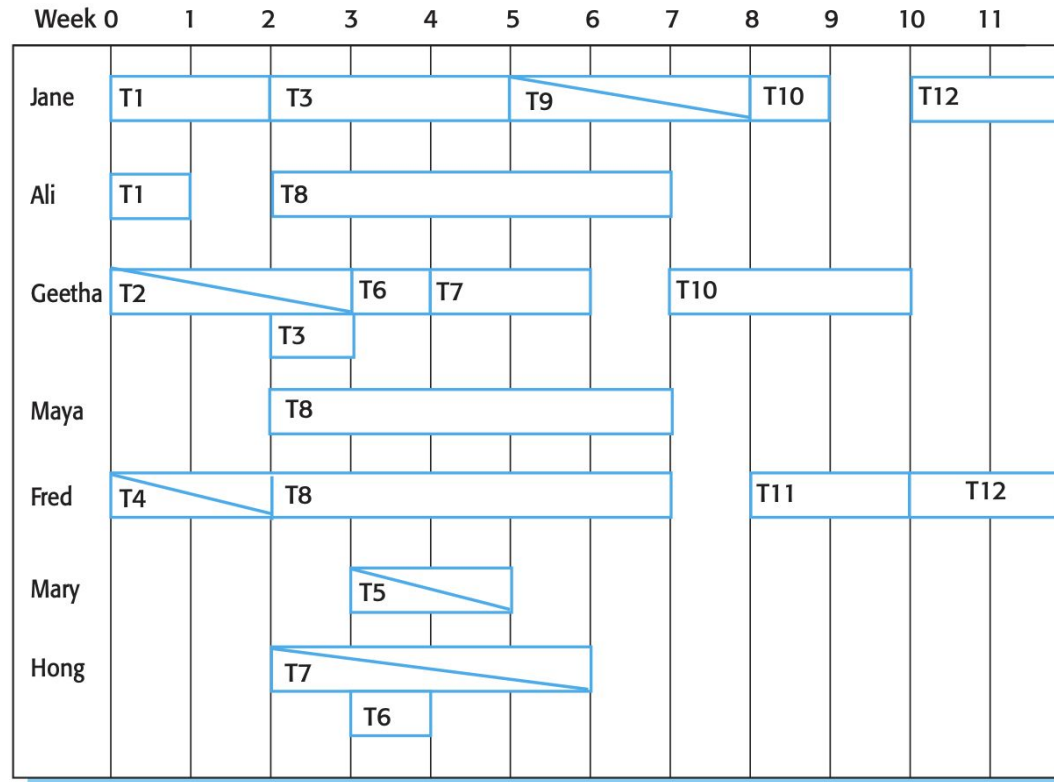 Week 0 1 2 3 4 5 6 7 8 9 10 11
Jane T1 T3 T9 T10 T12
Ali T1 T8
Geetha T2 T6 T7 T10
T3
Maya T8
Fred T4 T8 T11 T12
Mary T5
Hong T7
T6